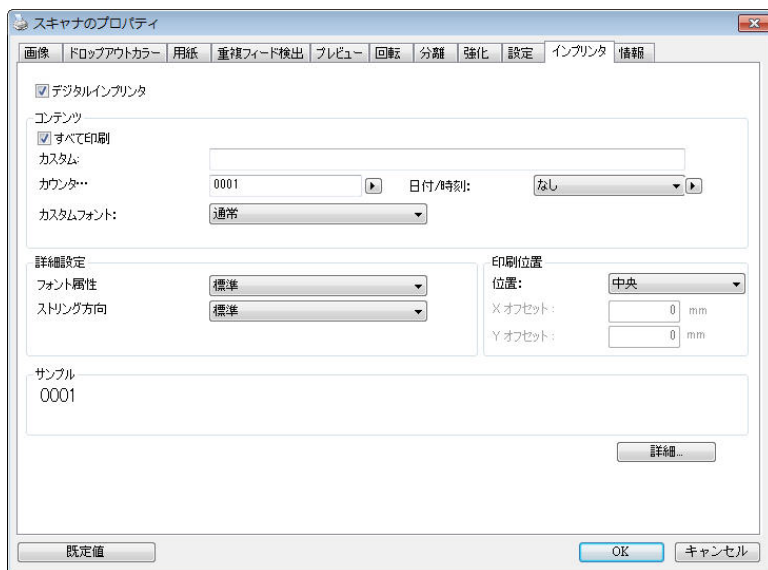 スキャナのプロパティ
画像 ドロップアウトカラー 用紙 重複フィード検出 プレビュー 回転 分離 強化 設定 インプリンタ 情報
デジタルインプリンタ
コンテンツ
すべて印刷
カスタム:
カウンタ… 0001 日付/時刻: なし
カスタムフォント: 通常
詳細設定 印刷位置
フォント属性 標準 位置: 中央
ストリング方向 標準 X オフセット: 0 mm
Y オフセット: 0 mm
サンプル
0001
詳細...
既定値 OK キャンセル